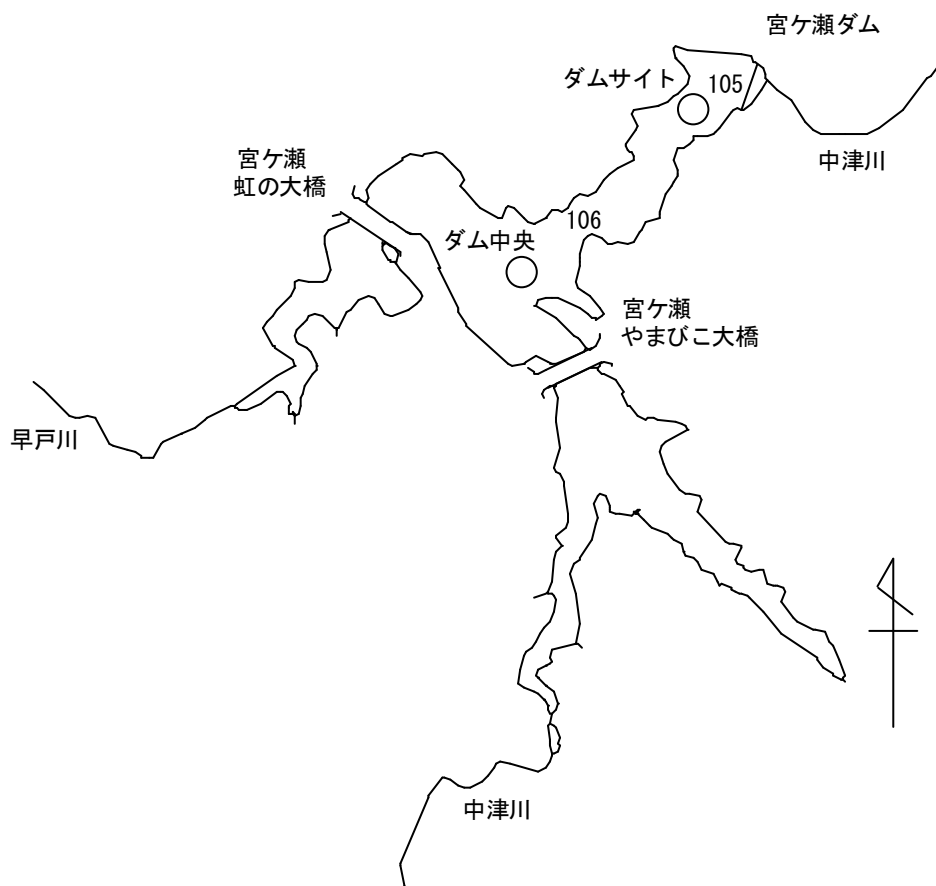 宮ケ瀬ダム
ダムサイト
105
中津川
宮ケ瀬
虹の大橋
106
ダム中央
宮ケ瀬
やまびこ大橋
早戸川
中津川